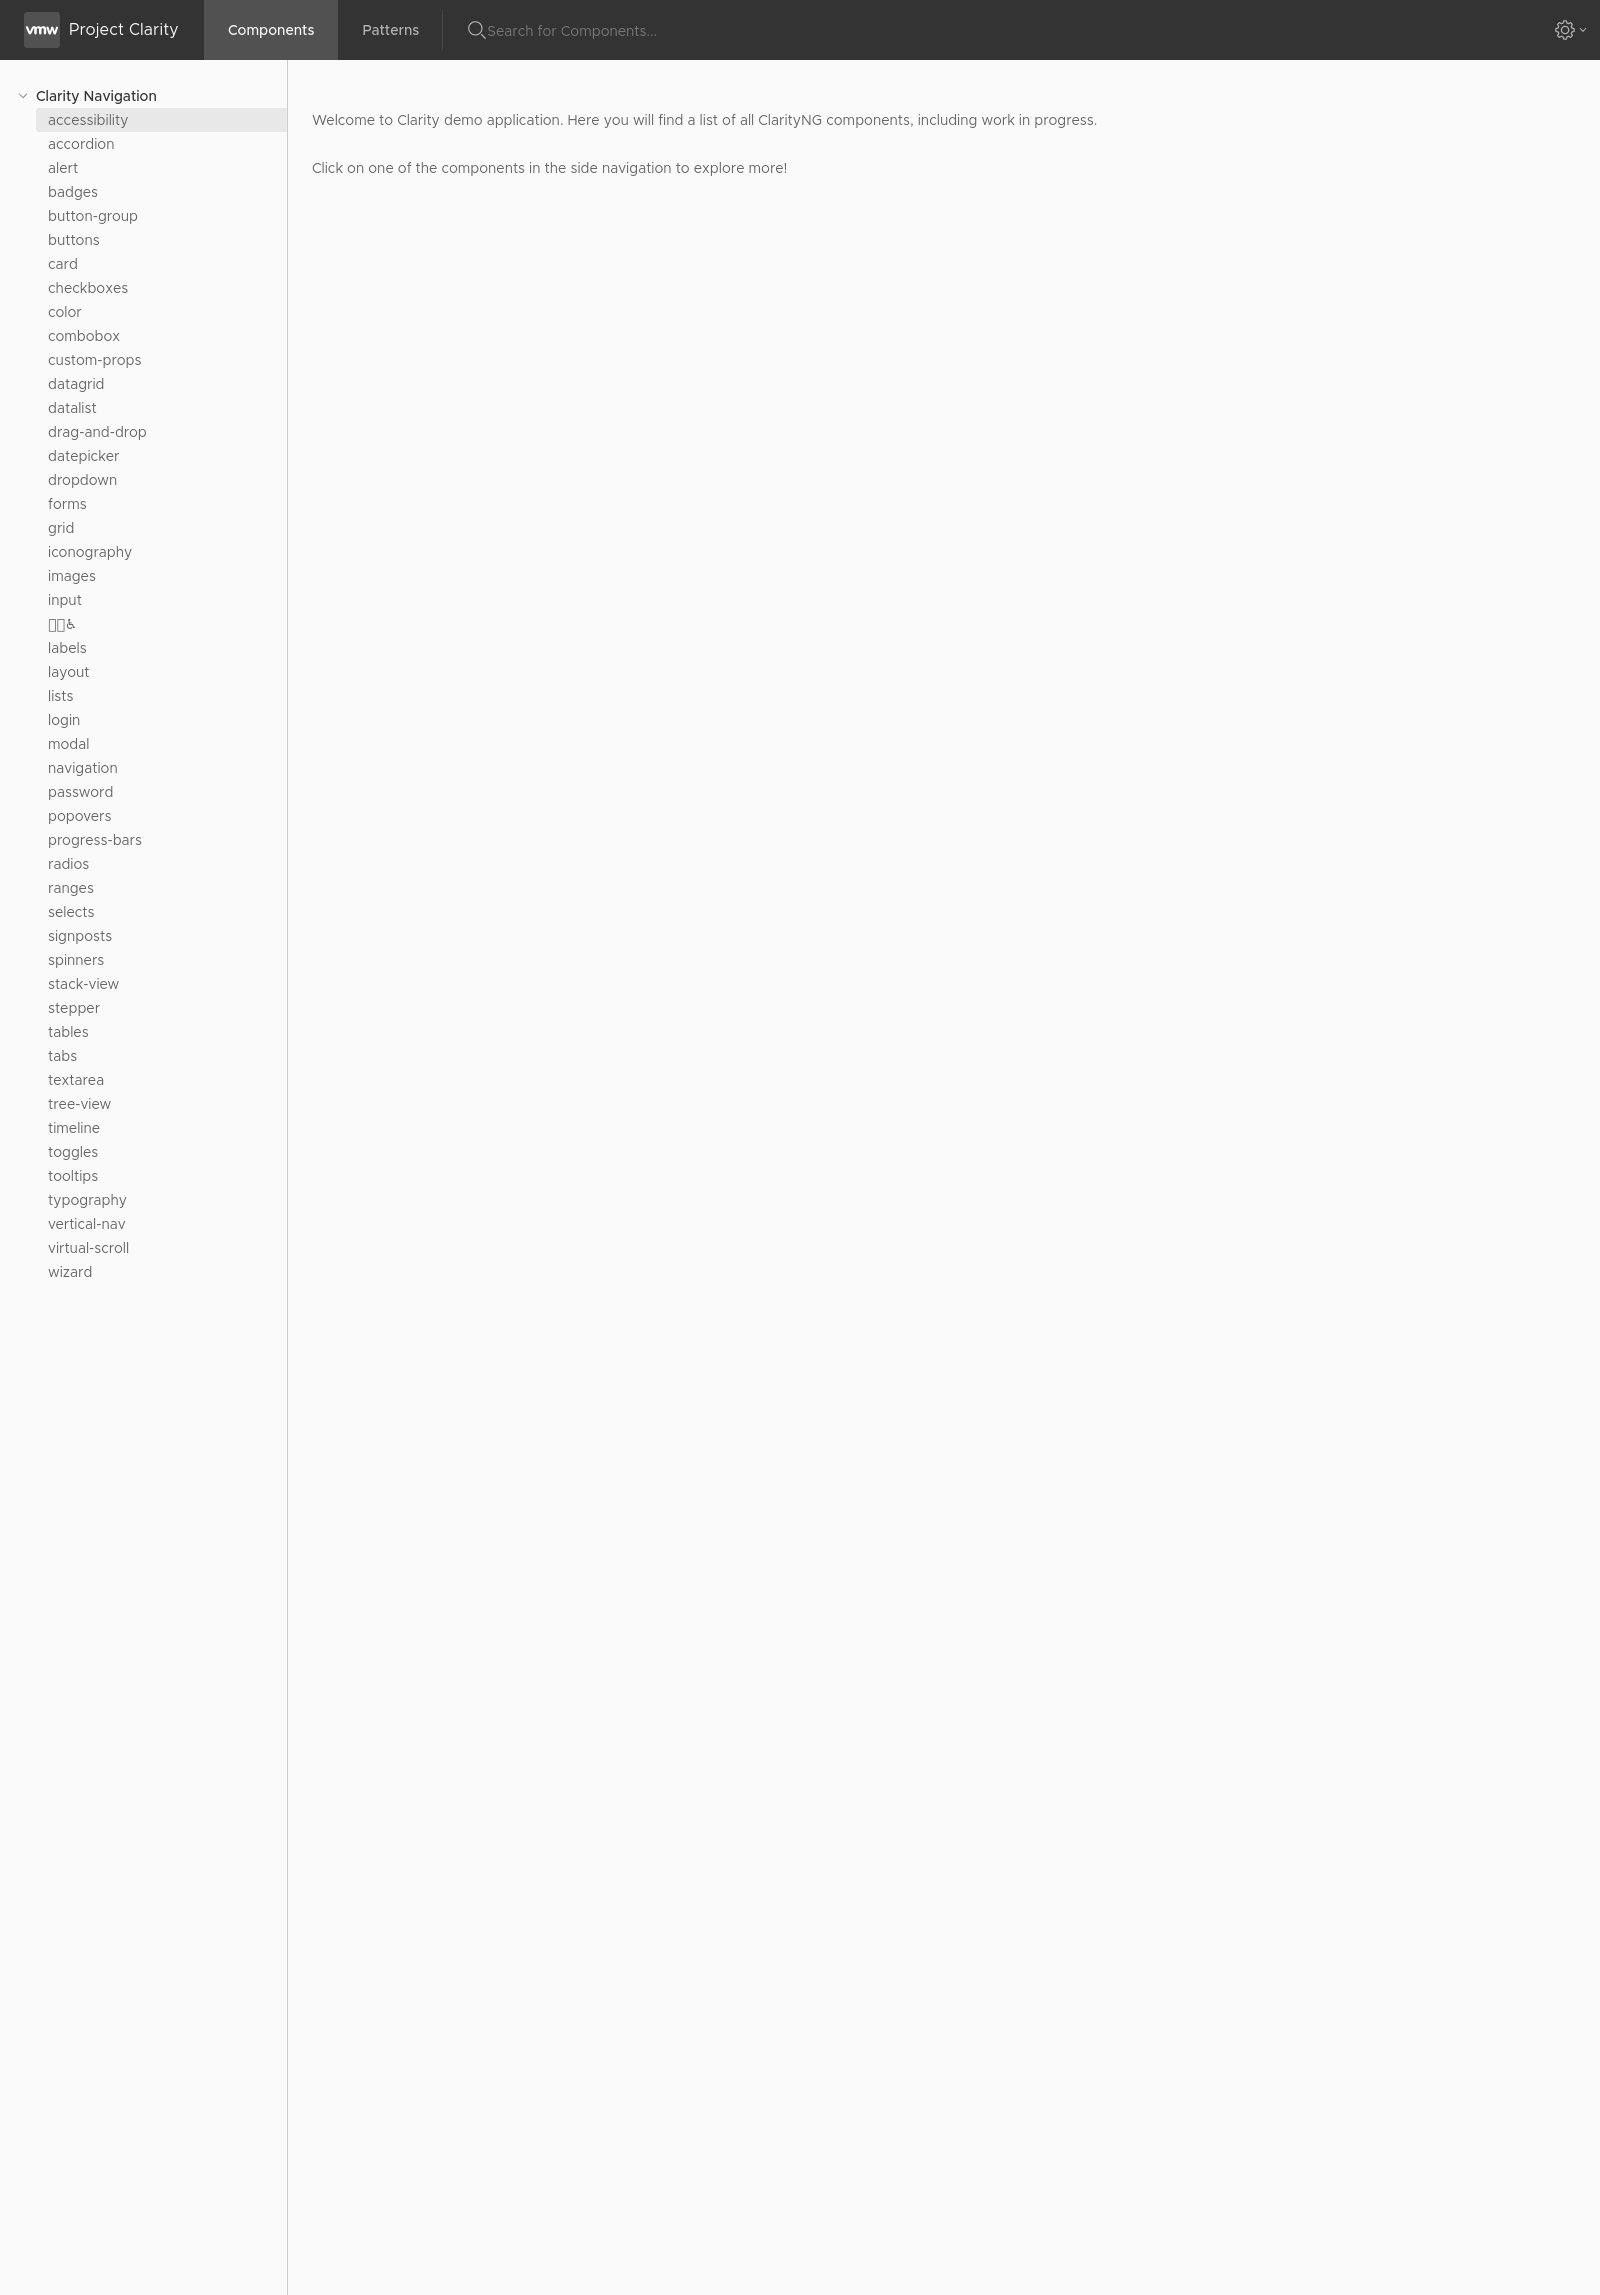 vmw Project Clarity Components Patterns Search for Components...
Clarity Navigation
accessibility
Welcome to Clarity demo application. Here you will find a list of all ClarityNG components, including work in progress.
accordion
alert
Click on one of the components in the side navigation to explore more!
badges
button-group
buttons
card
checkboxes
color
combobox
custom-props
datagrid
datalist
drag-and-drop
datepicker
dropdown
forms
grid
iconography
images
input
♿
labels
layout
lists
login
modal
navigation
password
popovers
progress-bars
radios
ranges
selects
signposts
spinners
stack-view
stepper
tables
tabs
textarea
tree-view
timeline
toggles
tooltips
typography
vertical-nav
virtual-scroll
wizard